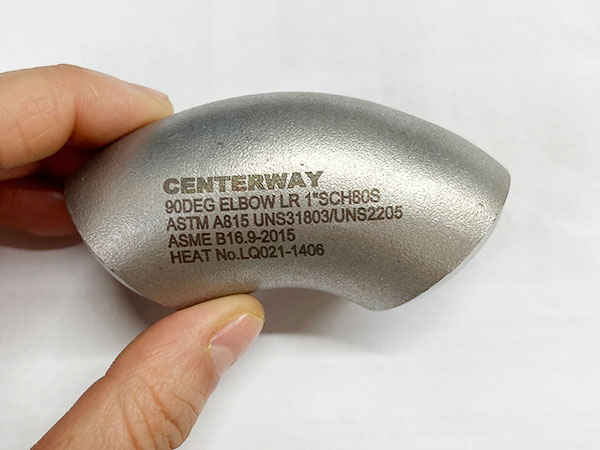 CENTERWAY
90DEG ELBOW LR 1"SCH80S
ASTM A815 UNS31803/UNS2205
ASME B16.9-2015
HEAT No.LQ021-1406